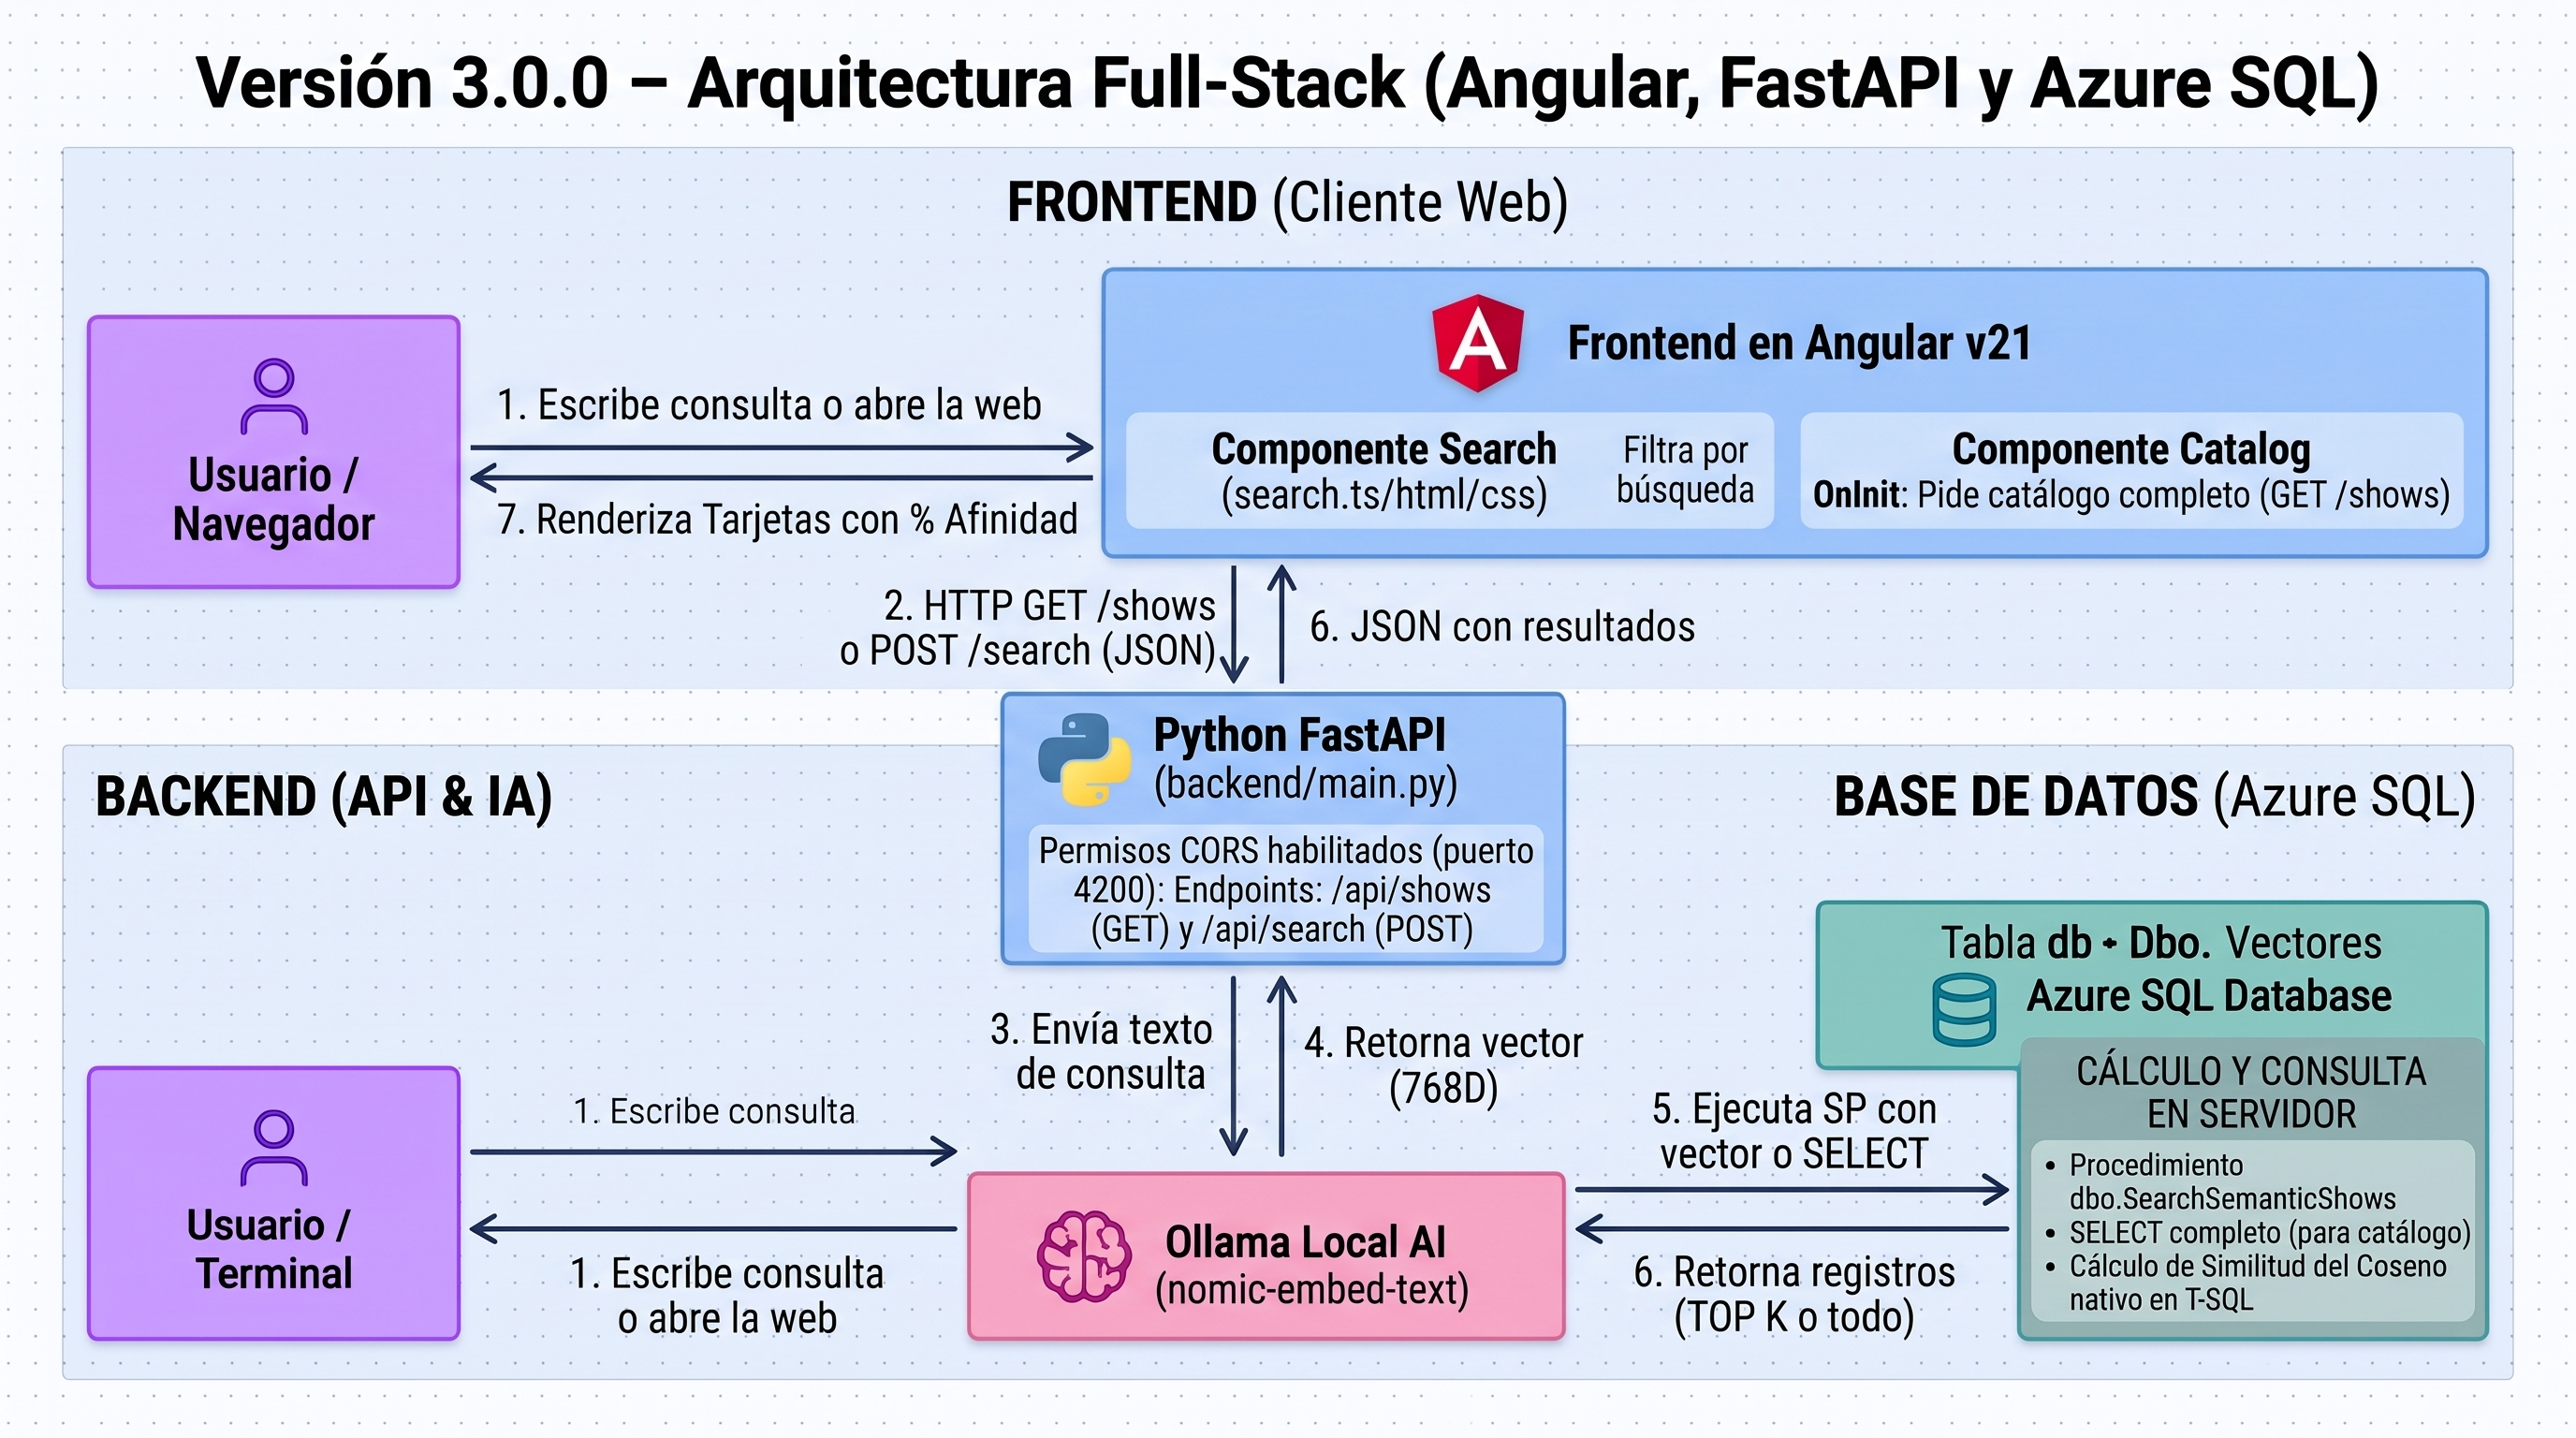 Versión 3.0.0 – Arquitectura Full-Stack (Angular, FastAPI y Azure SQL)
FRONTEND (Cliente Web)
Usuario /
Navegador
1. Escribe consulta o abre la web
7. Renderiza Tarjetas con % Afinidad
Frontend en Angular v21
Componente Search
(search.ts/html/css)
Filtra por
búsqueda
Componente Catalog
OnInit: Pide catálogo completo (GET /shows)
2. HTTP GET /shows
o POST /search (JSON)
6. JSON con resultados
BACKEND (API & IA)
Python FastAPI
(backend/main.py)
Permisos CORS habilitados (puerto
4200): Endpoints: /api/shows
(GET) y /api/search (POST)
BASE DE DATOS (Azure SQL)
Tabla db • Dbo. Vectores
Azure SQL Database
CÁLCULO Y CONSULTA
EN SERVIDOR
• Procedimiento
dbo.SearchSemanticShows
• SELECT completo (para catálogo)
• Cálculo de Similitud del Coseno
nativo en T-SQL
3. Envía texto
de consulta
4. Retorna vector
(768D)
Usuario /
Terminal
1. Escribe consulta
1. Escribe consulta
o abre la web
Ollama Local AI
(nomic-embed-text)
5. Ejecuta SP con
vector o SELECT
6. Retorna registros
(TOP K o todo)